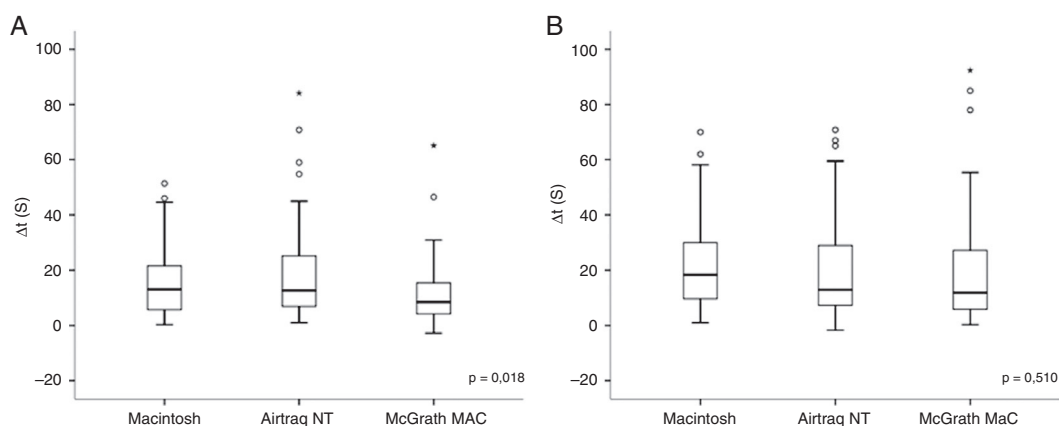 A
100
80
60
40
20
0
–20
Δt (S)
p = 0,018
Macintosh Airtraq NT McGrath MAC
B
100
80
60
40
20
0
–20
Δt (S)
p = 0,510
Macintosh Airtraq NT McGrath MaC